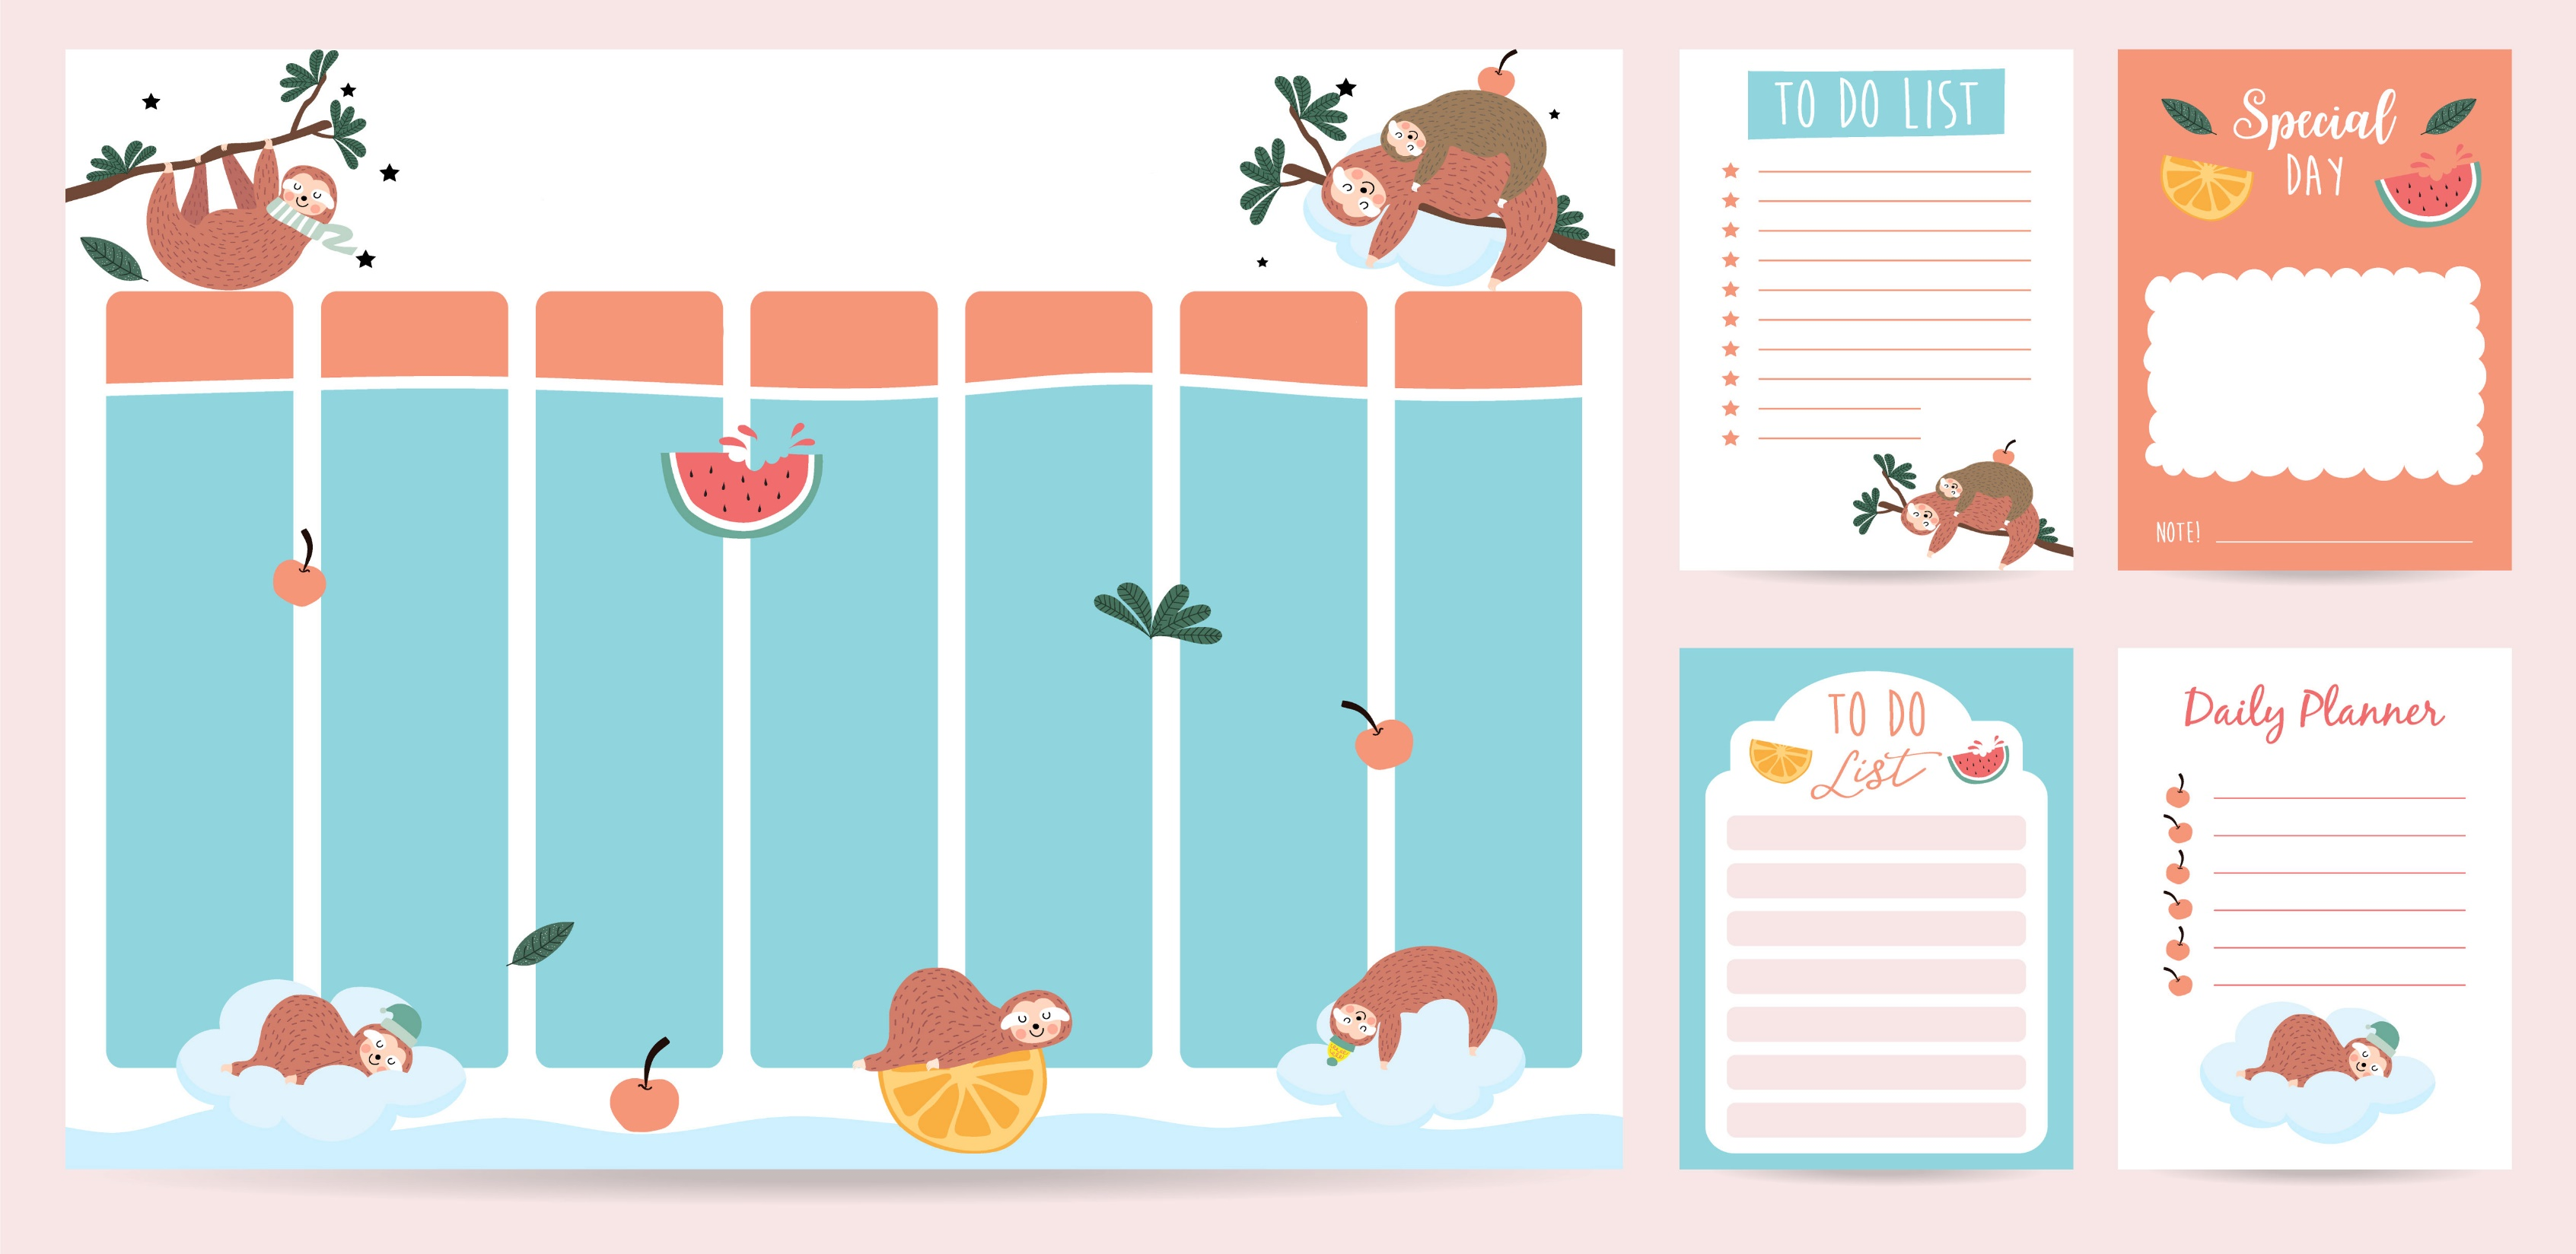 TO DO LIST
Special
DAY
NOTE!
TO DO
List
Daily Planner